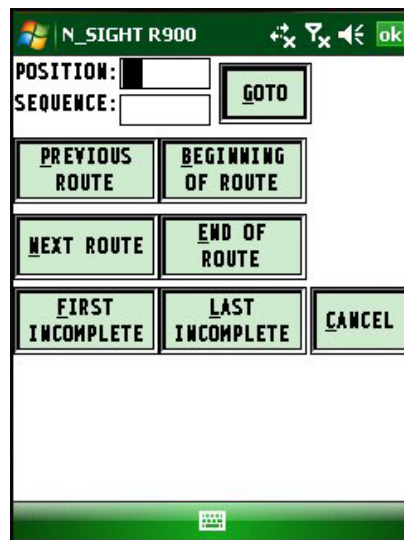 N_SIGHT R900 ok
POSITION:
SEQUENCE:
GOTO
PREVIOUS ROUTE
BEGINNING OF ROUTE
NEXT ROUTE
END OF ROUTE
FIRST INCOMPLETE
LAST INCOMPLETE
CANCEL